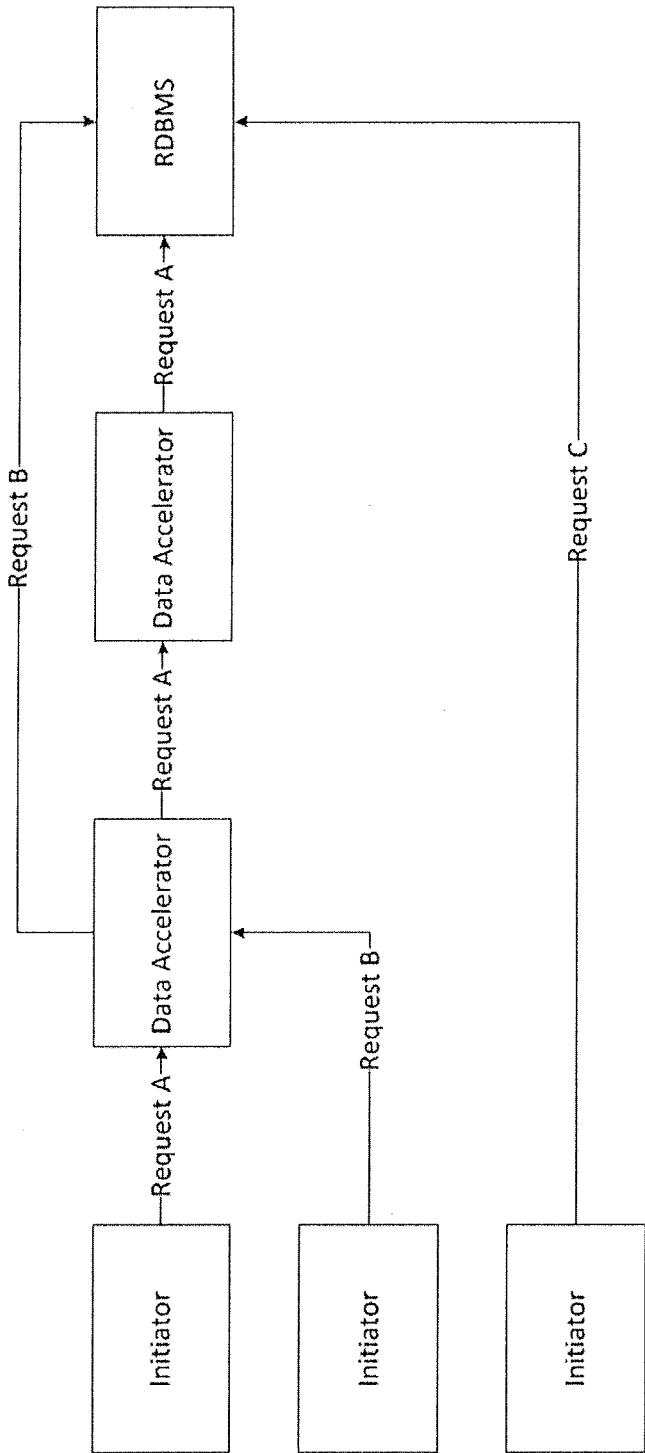 Request B
Initiator
Request A
Data Accelerator
Request A
Data Accelerator
Request A
RDBMS
Initiator
Request B
Initiator
Request C